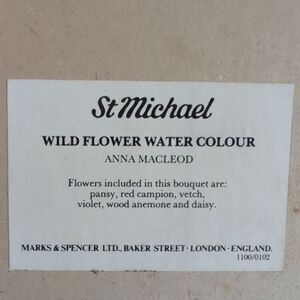 St Michael
WILD FLOWER WATER COLOUR
ANNA MACLEOD
Flowers included in this bouquet are:
pansy, red campion, vetch,
violet, wood anemone and daisy.
MARKS & SPENCER LTD., BAKER STREET · LONDON · ENGLAND.
1100/0102